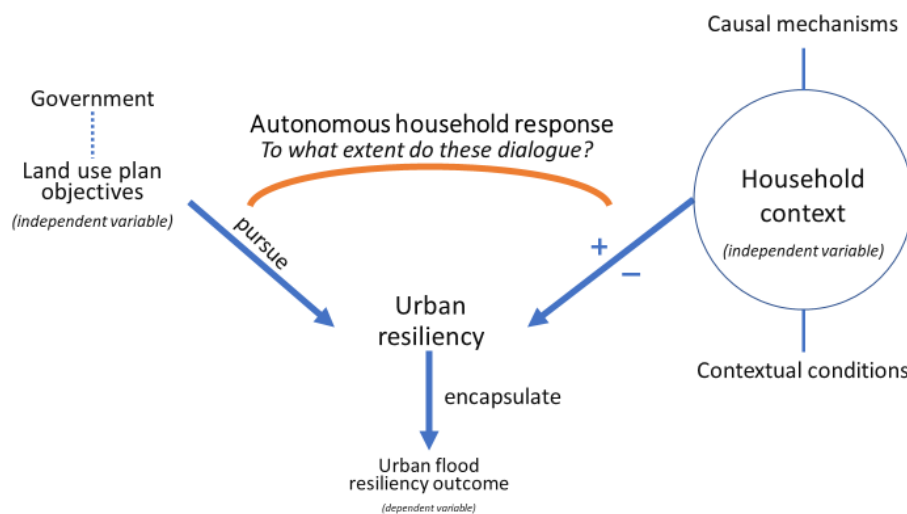 Causal mechanisms
Government
Autonomous household response
To what extent do these dialogue?
Land use plan
objectives
(independent variable)
Household
context
(independent variable)
pursue
+
−
Urban
resiliency
Contextual conditions
encapsulate
Urban flood
resiliency outcome
(dependent variable)